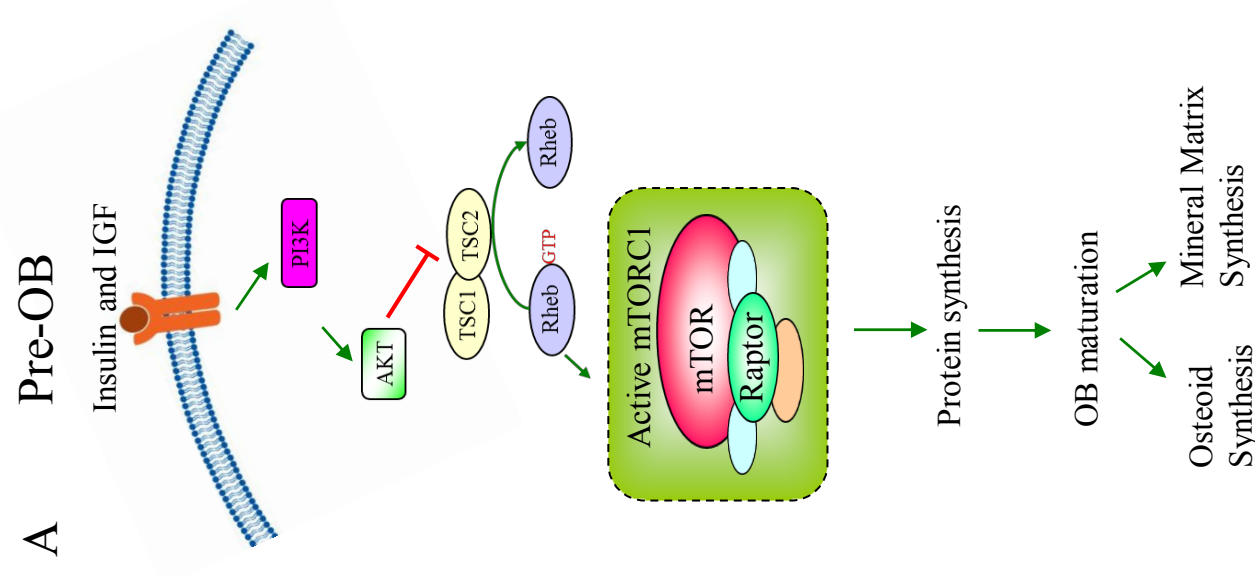 A
Pre-OB
Insulin and IGF
PI3K
AKT
TSC1
TSC2
Rheb
GTP
Rheb
Active mTORC1
mTOR
Raptor
Protein synthesis
OB maturation
Osteoid
Synthesis
Mineral Matrix
Synthesis